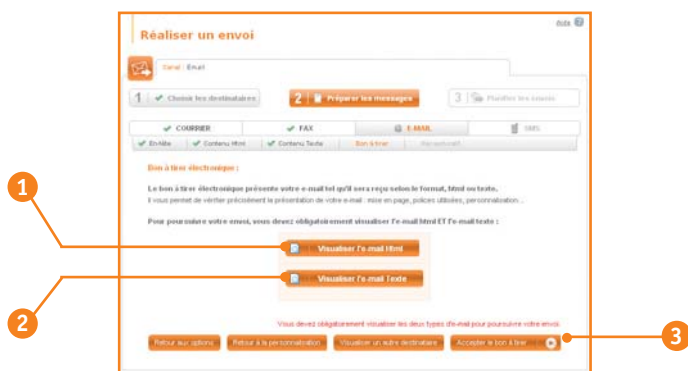 Aide
Réaliser un envoi
Canal : Email
1 Choisir les destinataires
2 Préparer les messages
3 Planifier les envois
COURRIER
FAX
E-MAIL
SMS
En-tête
Contenu Html
Contenu Texte
Bon à tirer
Récapitulatif
Bon à tirer électronique :
Le bon à tirer électronique présente votre e-mail tel qu'il sera reçu selon le format, html ou texte,
Il vous permet de vérifier précisément la présentation de votre e-mail : mise en page, polices utilisées, personnalisation ...
Pour poursuivre votre envoi, vous devez obligatoirement visualiser l'e-mail html ET l'e-mail texte :
1
Visualiser l'e-mail Html
2
Visualiser l'e-mail Texte
Vous devez obligatoirement visualiser les deux types d'e-mail pour poursuivre votre envoi.
Retour aux options
Retour à la personnalisation
Visualiser un autre destinataire
Accepter le bon à tirer
3